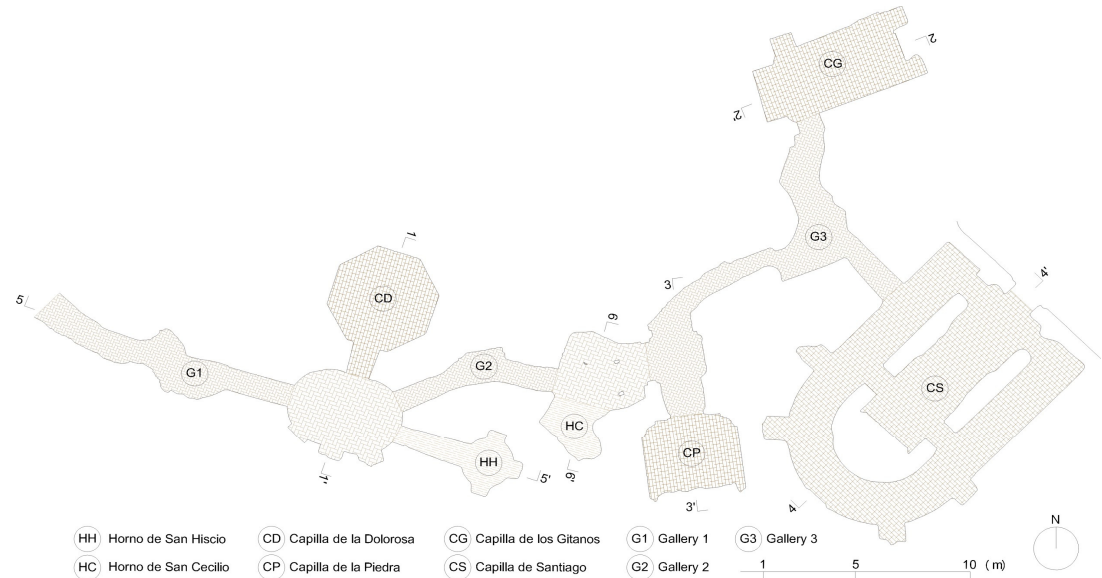 2
CG
2'
1
G3
5
CD
3
4'
6
G2
G1
CS
HC
CP
HH
5'
1'
6'
3'
4
N
HH Horno de San Hiscio
CD Capilla de la Dolorosa
CG Capilla de los Gitanos
G1 Gallery 1
G3 Gallery 3
HC Horno de San Cecilio
CP Capilla de la Piedra
CS Capilla de Santiago
G2 Gallery 2
1 5 10 (m)